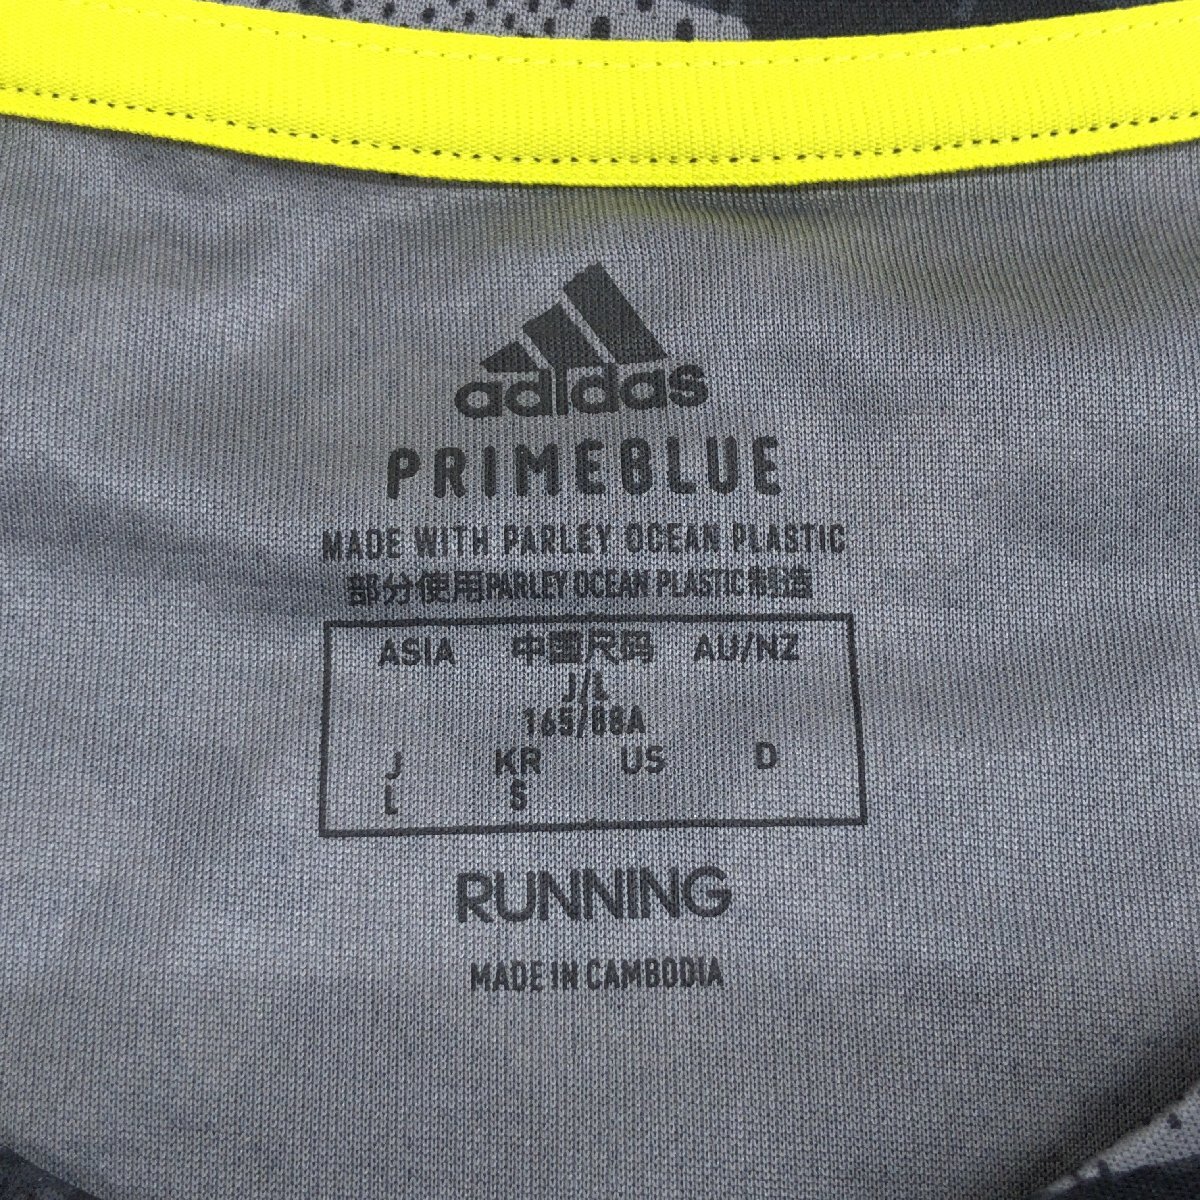 adidas
PRIMEBLUE
MADE WITH PARLEY OCEAN PLASTIC
部分使用PARLEY OCEAN PLASTIC制造
ASIA 中国尺码 AU/NZ
J/L
165/88A
J KR US D
L S
RUNNING
MADE IN CAMBODIA